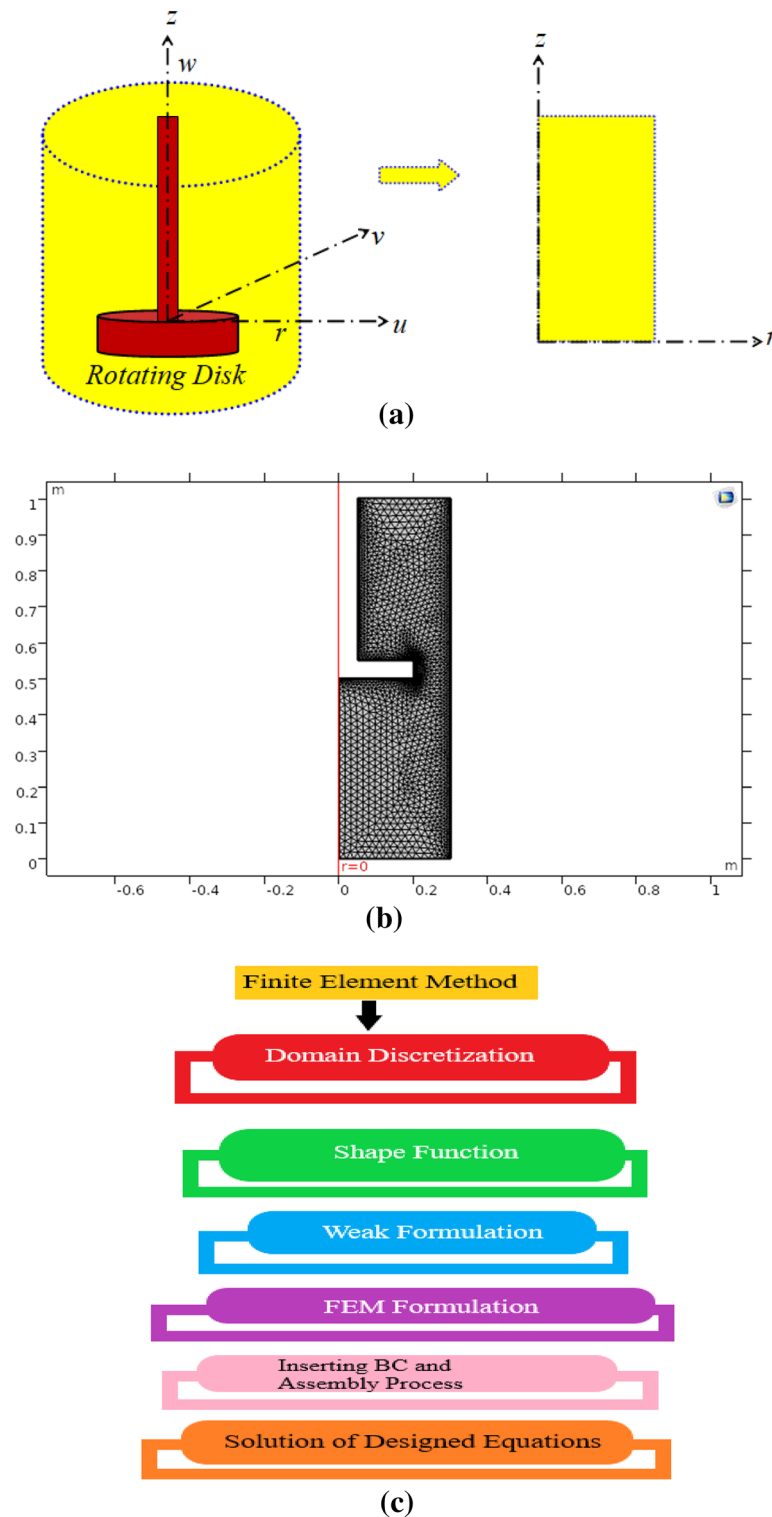 z
w
v
r
u
Rotating Disk
z
r
(a)
m
1
0.9
0.8
0.7
0.6
0.5
0.4
0.3
0.2
0.1
0
r=0
m
-0.6
-0.4
-0.2
0
0.2
0.4
0.6
0.8
1
(b)
Finite Element Method
Domain Discretization
Shape Function
Weak Formulation
FEM Formulation
Inserting BC and
Assembly Process
Solution of Designed Equations
(c)